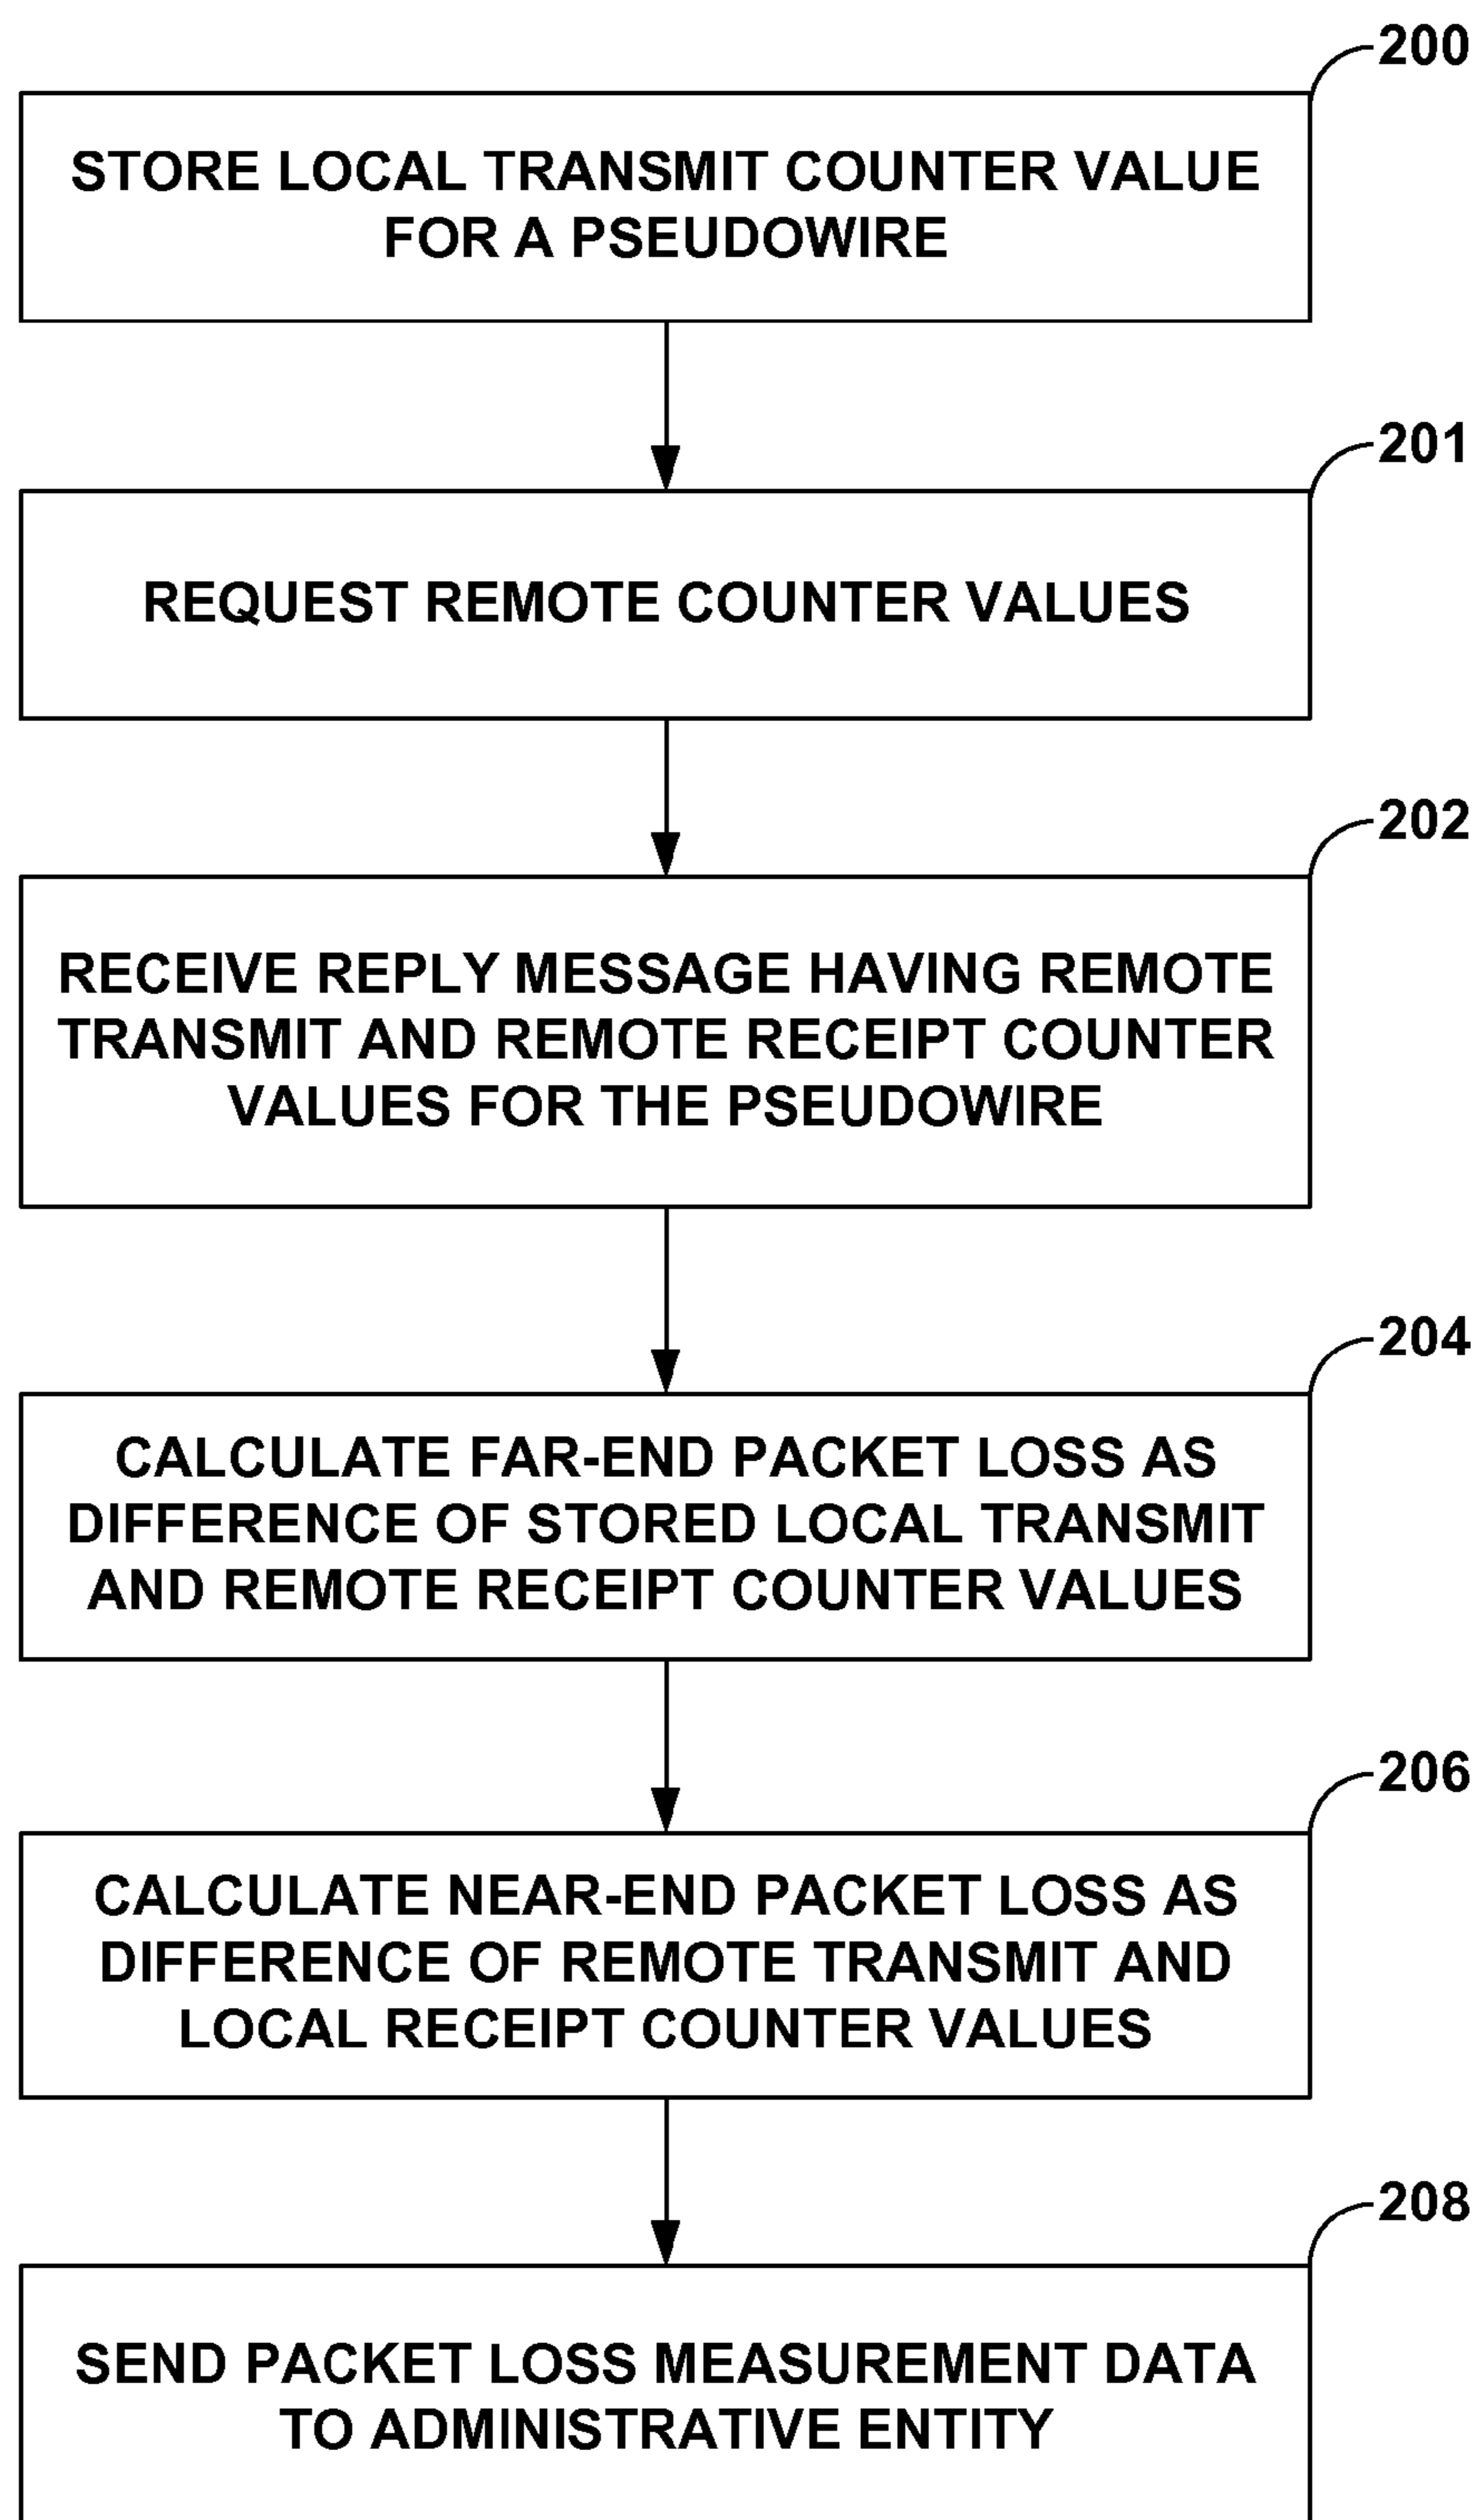 200
STORE LOCAL TRANSMIT COUNTER VALUE
FOR A PSEUDOWIRE
201
REQUEST REMOTE COUNTER VALUES
202
RECEIVE REPLY MESSAGE HAVING REMOTE
TRANSMIT AND REMOTE RECEIPT COUNTER
VALUES FOR THE PSEUDOWIRE
204
CALCULATE FAR-END PACKET LOSS AS
DIFFERENCE OF STORED LOCAL TRANSMIT
AND REMOTE RECEIPT COUNTER VALUES
206
CALCULATE NEAR-END PACKET LOSS AS
DIFFERENCE OF REMOTE TRANSMIT AND
LOCAL RECEIPT COUNTER VALUES
208
SEND PACKET LOSS MEASUREMENT DATA
TO ADMINISTRATIVE ENTITY